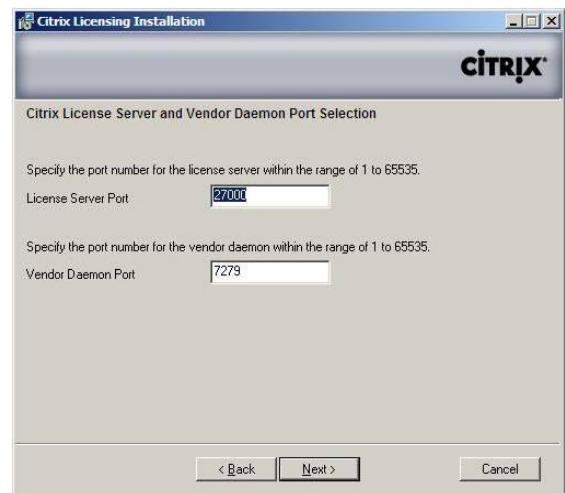 Citrix Licensing Installation
CİTRIX
Citrix License Server and Vendor Daemon Port Selection
Specify the port number for the license server within the range of 1 to 65535.
License Server Port 27000
Specify the port number for the vendor daemon within the range of 1 to 65535.
Vendor Daemon Port 7279
< Back Next > Cancel